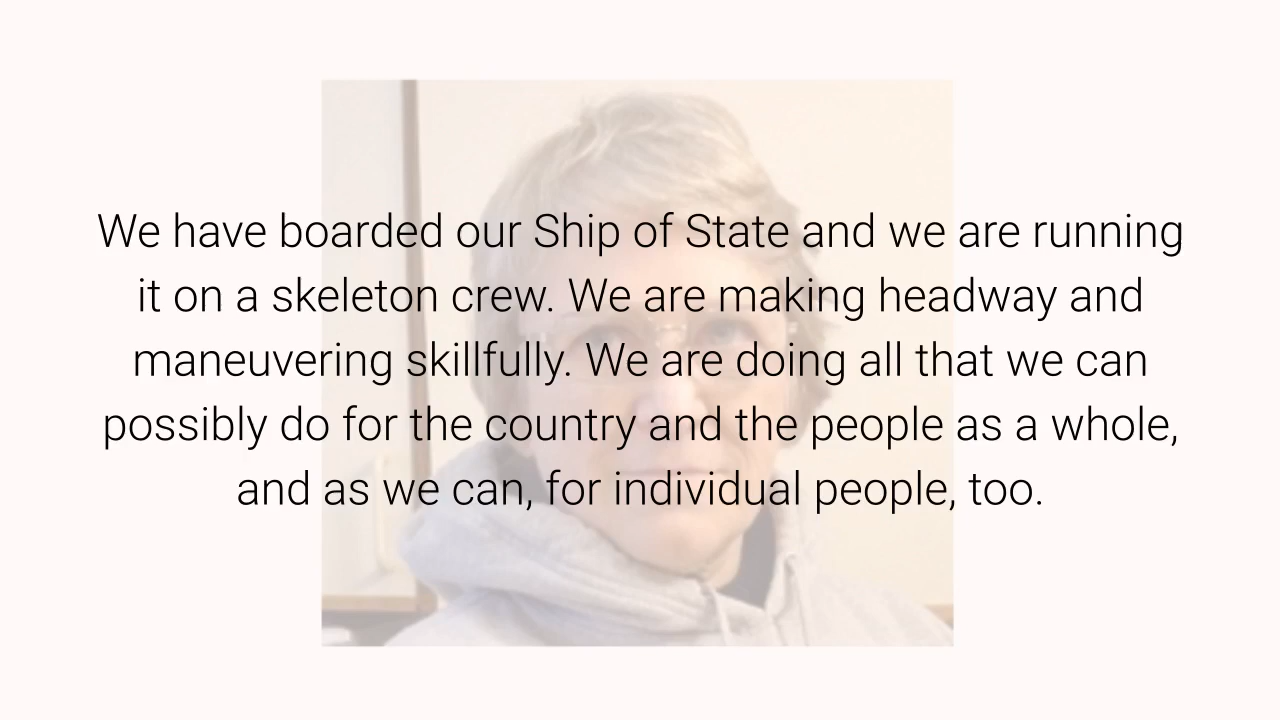 We have boarded our Ship of State and we are running
it on a skeleton crew. We are making headway and
maneuvering skillfully. We are doing all that we can
possibly do for the country and the people as a whole,
and as we can, for individual people, too.